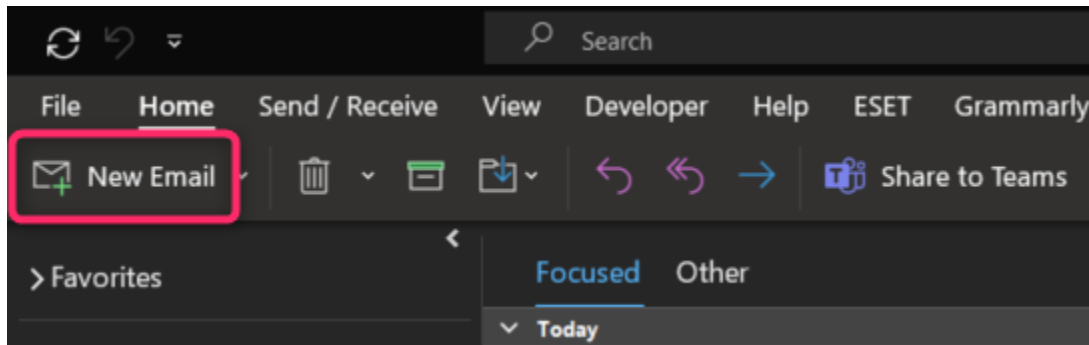 Search
File Home Send / Receive View Developer Help ESET Grammarly
New Email Share to Teams
Favorites
Focused Other
Today